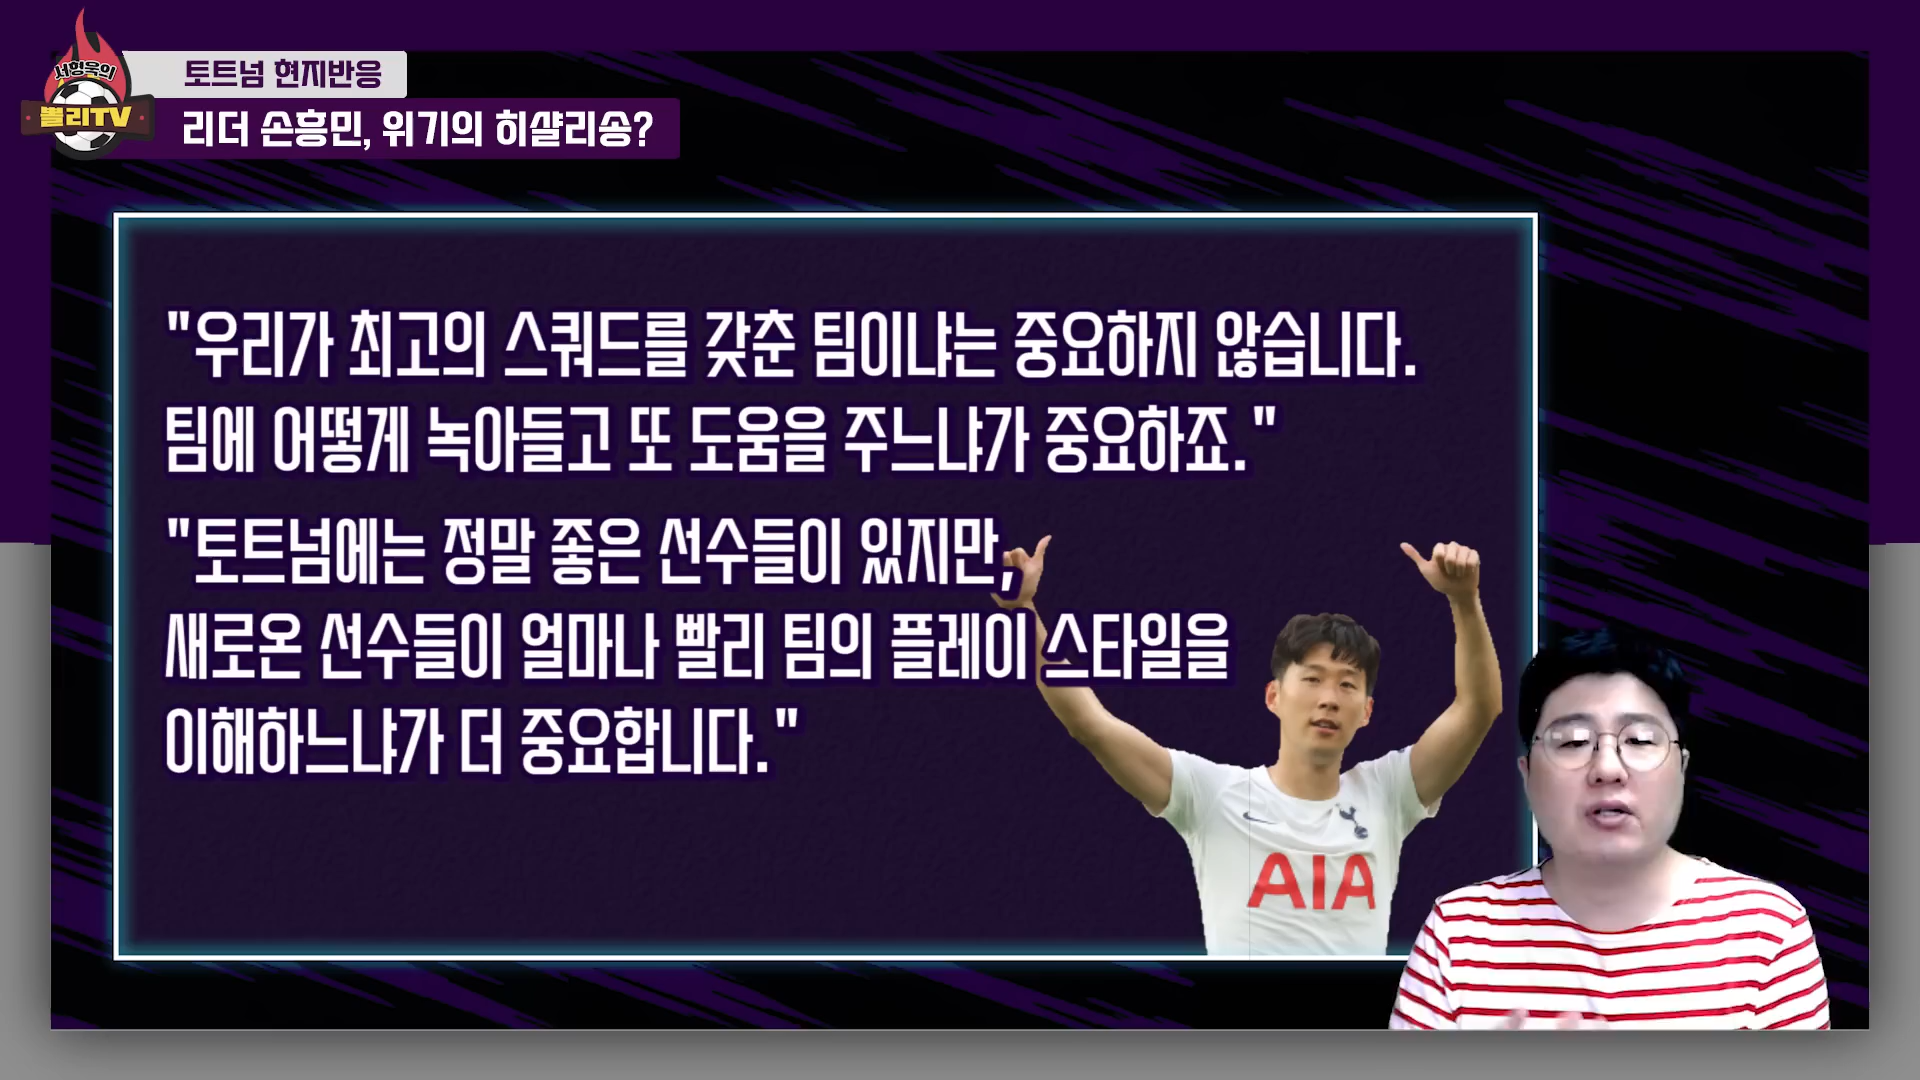 서형욱의
뽈리TV
토트넘 현지반응
리더 손흥민, 위기의 히샬리송?
"우리가 최고의 스쿼드를 갖춘 팀이냐는 중요하지 않습니다.
팀에 어떻게 녹아들고 또 도움을 주느냐가 중요하죠."
"토트넘에는 정말 좋은 선수들이 있지만,
새로온 선수들이 얼마나 빨리 팀의 플레이 스타일을
이해하느냐가 더 중요합니다."
AIA